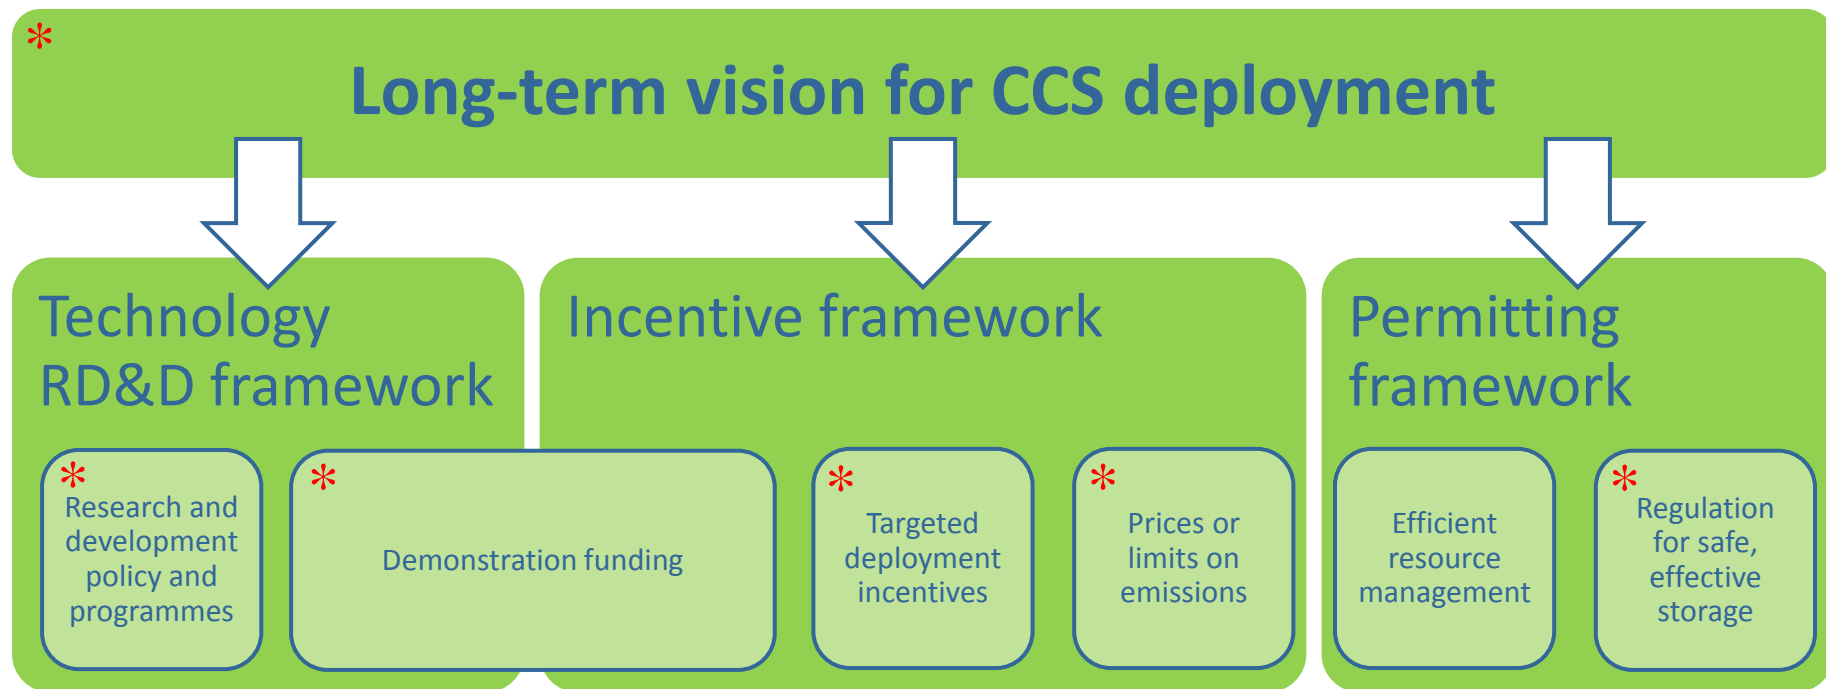 *
Long-term vision for CCS deployment
Technology
RD&D framework
Incentive framework
Permitting
framework
*
Research and
development
policy and
programmes
*
Demonstration funding
*
Targeted
deployment
incentives
*
Prices or
limits on
emissions
Efficient
resource
management
*
Regulation
for safe,
effective
storage